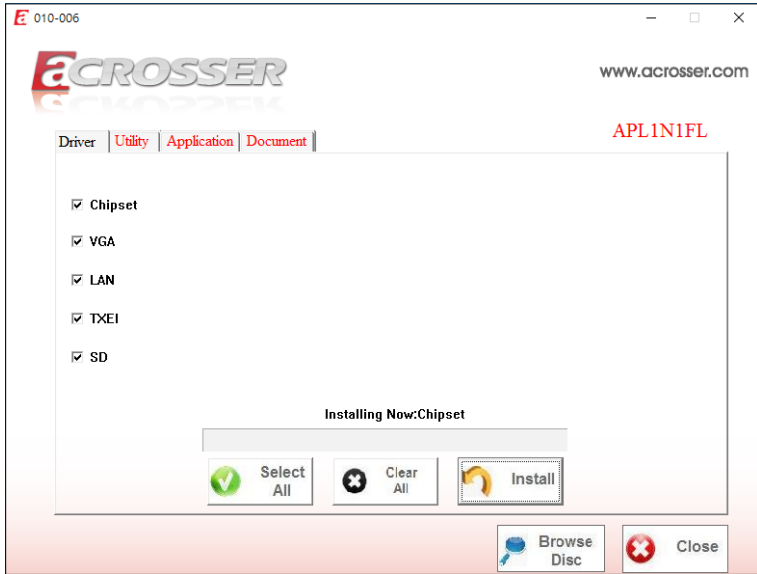 010-006
acrosser
www.acrosser.com
APL1N1FL
Driver Utility Application Document
Chipset
VGA
LAN
TXEI
SD
Installing Now:Chipset
Select All
Clear All
Install
Browse Disc
Close